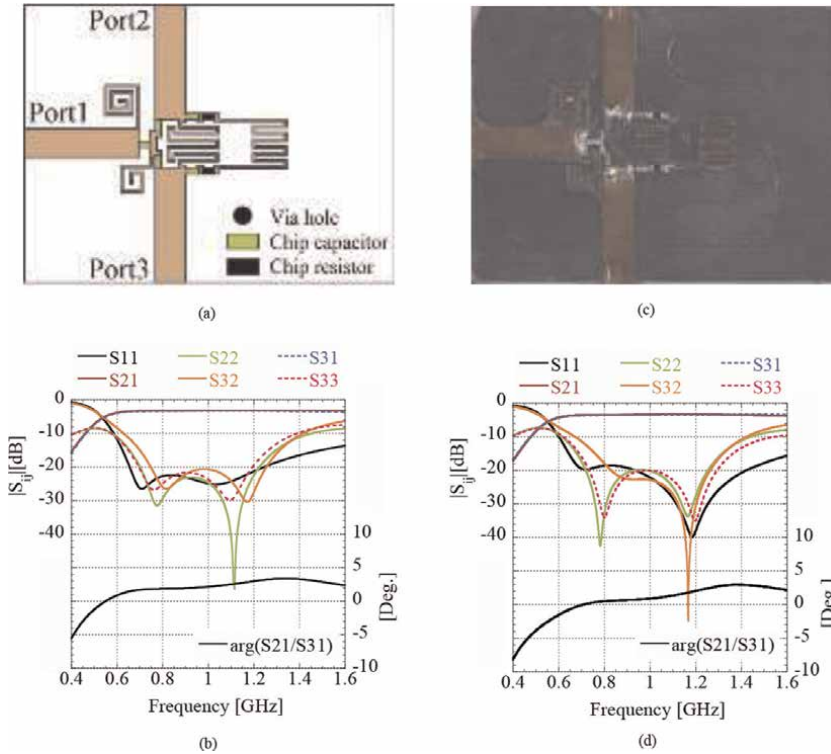 Port2
Port1
Port3
Via hole
Chip capacitor
Chip resistor
(a)
(c)
S11 S22 S31
S21 S32 S33
0
-10
-20
-30
-40
|Sij|[dB]
10
5
0
-5
-10
[Deg.]
arg(S21/S31)
0.4 0.6 0.8 1 1.2 1.4 1.6
Frequency [GHz]
(b)
S11 S22 S31
S21 S32 S33
0
-10
-20
-30
-40
|Sij|[dB]
10
5
0
-5
-10
[Deg.]
arg(S21/S31)
0.4 0.6 0.8 1 1.2 1.4 1.6
Frequency [GHz]
(d)